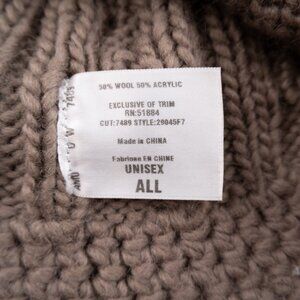 50% WOOL 50% ACRYLIC
EXCLUSIVE OF TRIM
RN:51884
CUT:7489 STYLE:29045F7
Made in CHINA
Fabrique EN CHINE
UNISEX
ALL